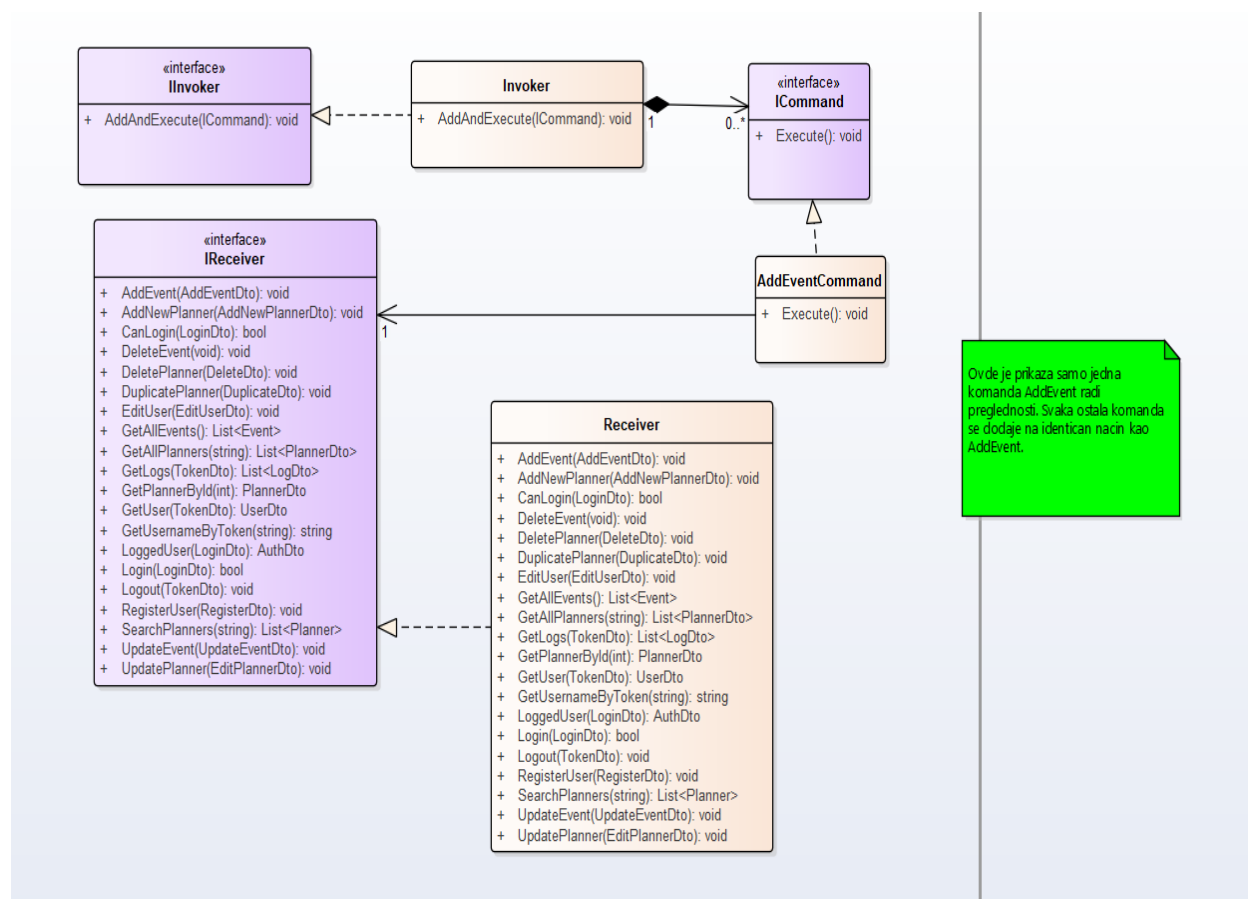 «interface»
IInvoker
+ AddAndExecute(ICommand): void
Invoker
+ AddAndExecute(ICommand): void
1
0..*
«interface»
ICommand
+ Execute(): void
«interface»
IReceiver
+ AddEvent(AddEventDto): void
+ AddNewPlanner(AddNewPlannerDto): void
+ CanLogin(LoginDto): bool
+ DeleteEvent(void): void
+ DeletePlanner(DeleteDto): void
+ DuplicatePlanner(DuplicateDto): void
+ EditUser(EditUserDto): void
+ GetAllEvents(): List<Event>
+ GetAllPlanners(string): List<PlannerDto>
+ GetLogs(TokenDto): List<LogDto>
+ GetPlannerById(int): PlannerDto
+ GetUser(TokenDto): UserDto
+ GetUsernameByToken(string): string
+ LoggedUser(LoginDto): AuthDto
+ Login(LoginDto): bool
+ Logout(TokenDto): void
+ RegisterUser(RegisterDto): void
+ SearchPlanners(string): List<Planner>
+ UpdateEvent(UpdateEventDto): void
+ UpdatePlanner(EditPlannerDto): void
1
AddEventCommand
+ Execute(): void
Receiver
+ AddEvent(AddEventDto): void
+ AddNewPlanner(AddNewPlannerDto): void
+ CanLogin(LoginDto): bool
+ DeleteEvent(void): void
+ DeletePlanner(DeleteDto): void
+ DuplicatePlanner(DuplicateDto): void
+ EditUser(EditUserDto): void
+ GetAllEvents(): List<Event>
+ GetAllPlanners(string): List<PlannerDto>
+ GetLogs(TokenDto): List<LogDto>
+ GetPlannerById(int): PlannerDto
+ GetUser(TokenDto): UserDto
+ GetUsernameByToken(string): string
+ LoggedUser(LoginDto): AuthDto
+ Login(LoginDto): bool
+ Logout(TokenDto): void
+ RegisterUser(RegisterDto): void
+ SearchPlanners(string): List<Planner>
+ UpdateEvent(UpdateEventDto): void
+ UpdatePlanner(EditPlannerDto): void
Ovde je prikaza samo jedna
komanda AddEvent radi
preglednosti. Svaka ostala komanda
se dodaje na identican nacin kao
AddEvent.